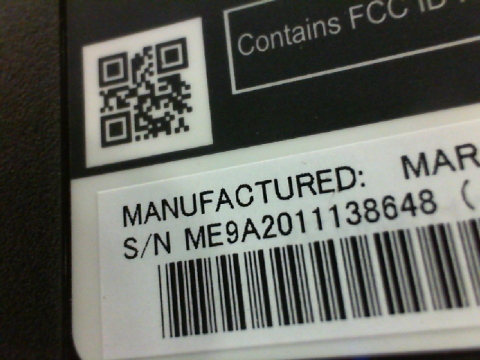 Contains FCC ID
MANUFACTURED: MAR
S/N ME9A2011138648 (